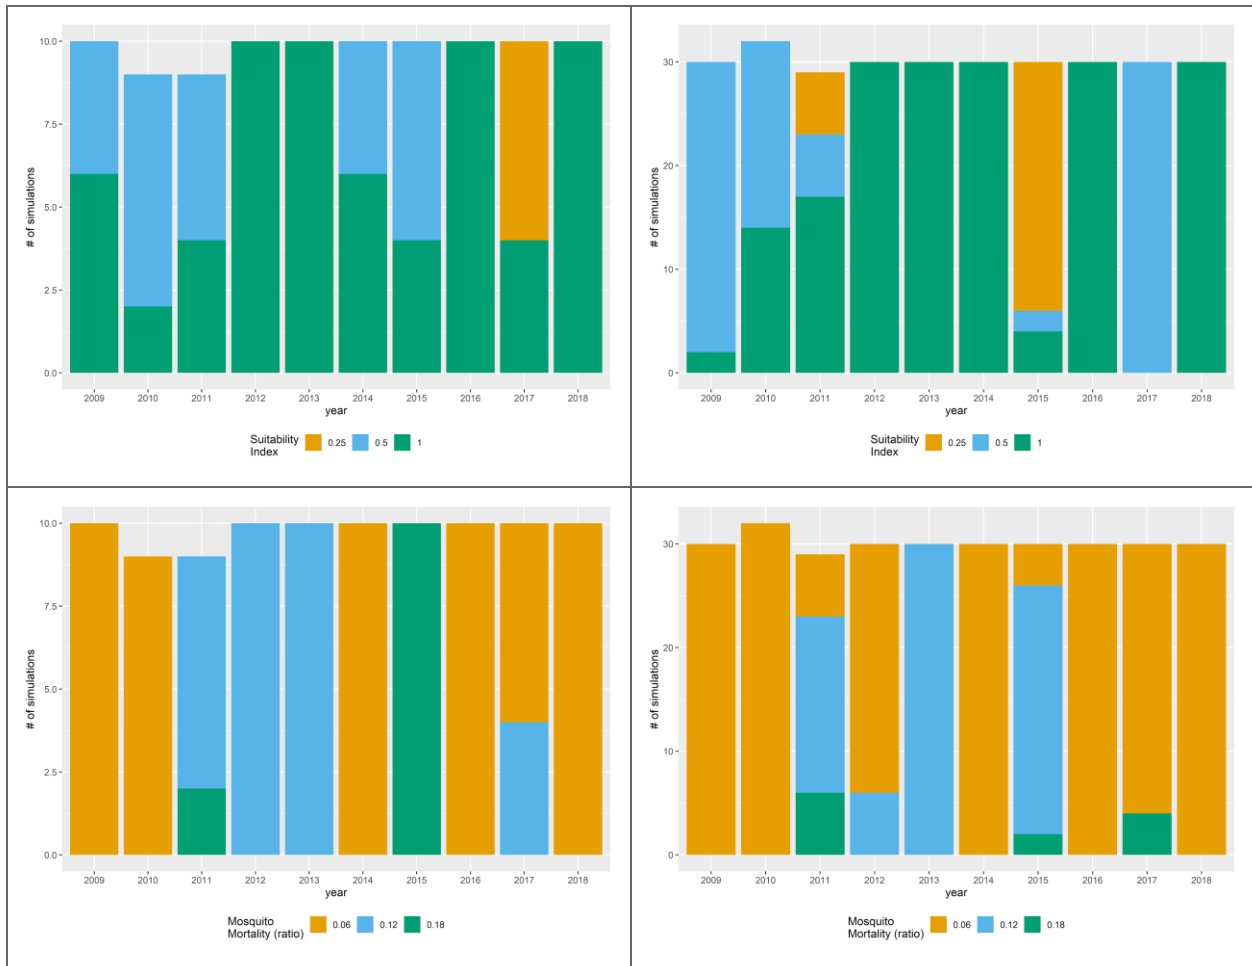 10.0
7.5
5.0
2.5
0.0
# of simulations
2009 2010 2011 2012 2013 2014 2015 2016 2017 2018
year
Suitability
Index
0.25 0.5 1
30
20
10
0
# of simulations
2009 2010 2011 2012 2013 2014 2015 2016 2017 2018
year
Suitability
Index
0.25 0.5 1
10.0
7.5
5.0
2.5
0.0
# of simulations
2009 2010 2011 2012 2013 2014 2015 2016 2017 2018
year
Mosquito
Mortality (ratio)
0.06 0.12 0.18
30
20
10
0
# of simulations
2009 2010 2011 2012 2013 2014 2015 2016 2017 2018
year
Mosquito
Mortality (ratio)
0.06 0.12 0.18